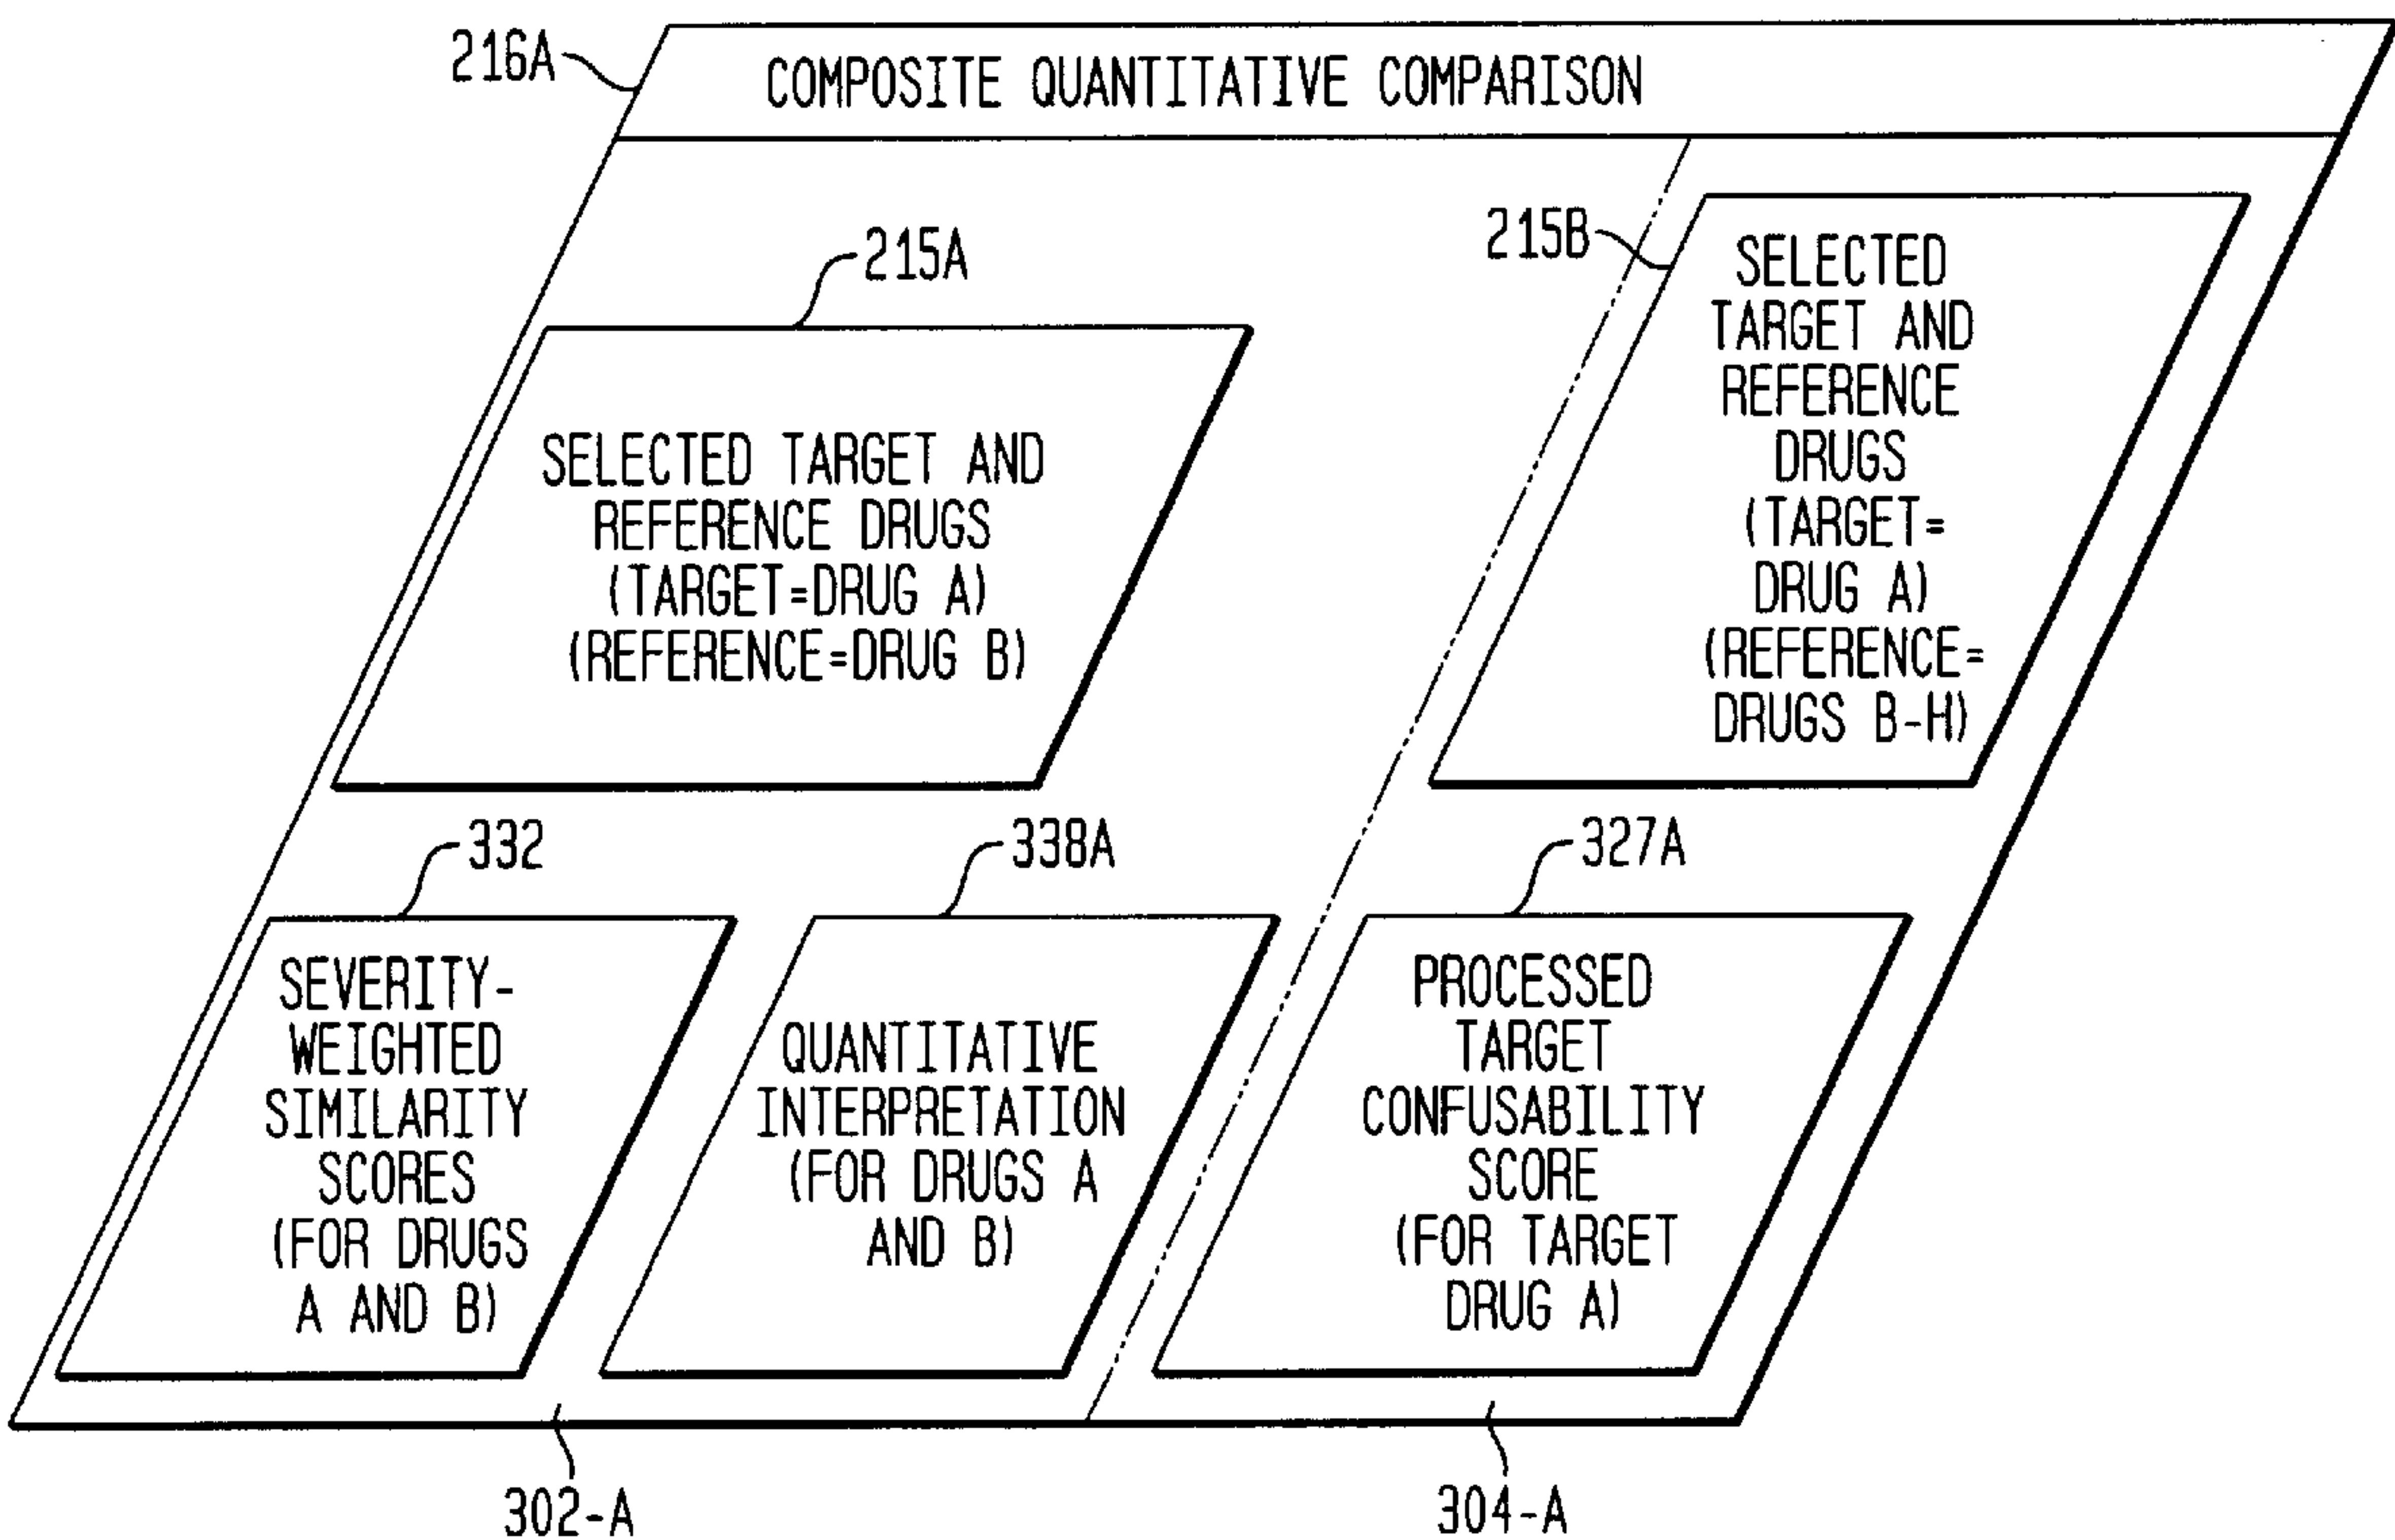 216A
COMPOSITE QUANTITATIVE COMPARISON
215A
SELECTED TARGET AND
REFERENCE DRUGS
(TARGET=DRUG A)
(REFERENCE=DRUG B)
215B
SELECTED
TARGET AND
REFERENCE
DRUGS
(TARGET=
DRUG A)
(REFERENCE=
DRUGS B-H)
332
SEVERITY-
WEIGHTED
SIMILARITY
SCORES
(FOR DRUGS
A AND B)
338A
QUANTITATIVE
INTERPRETATION
(FOR DRUGS A
AND B)
327A
PROCESSED
TARGET
CONFUSABILITY
SCORE
(FOR TARGET
DRUG A)
302-A
304-A